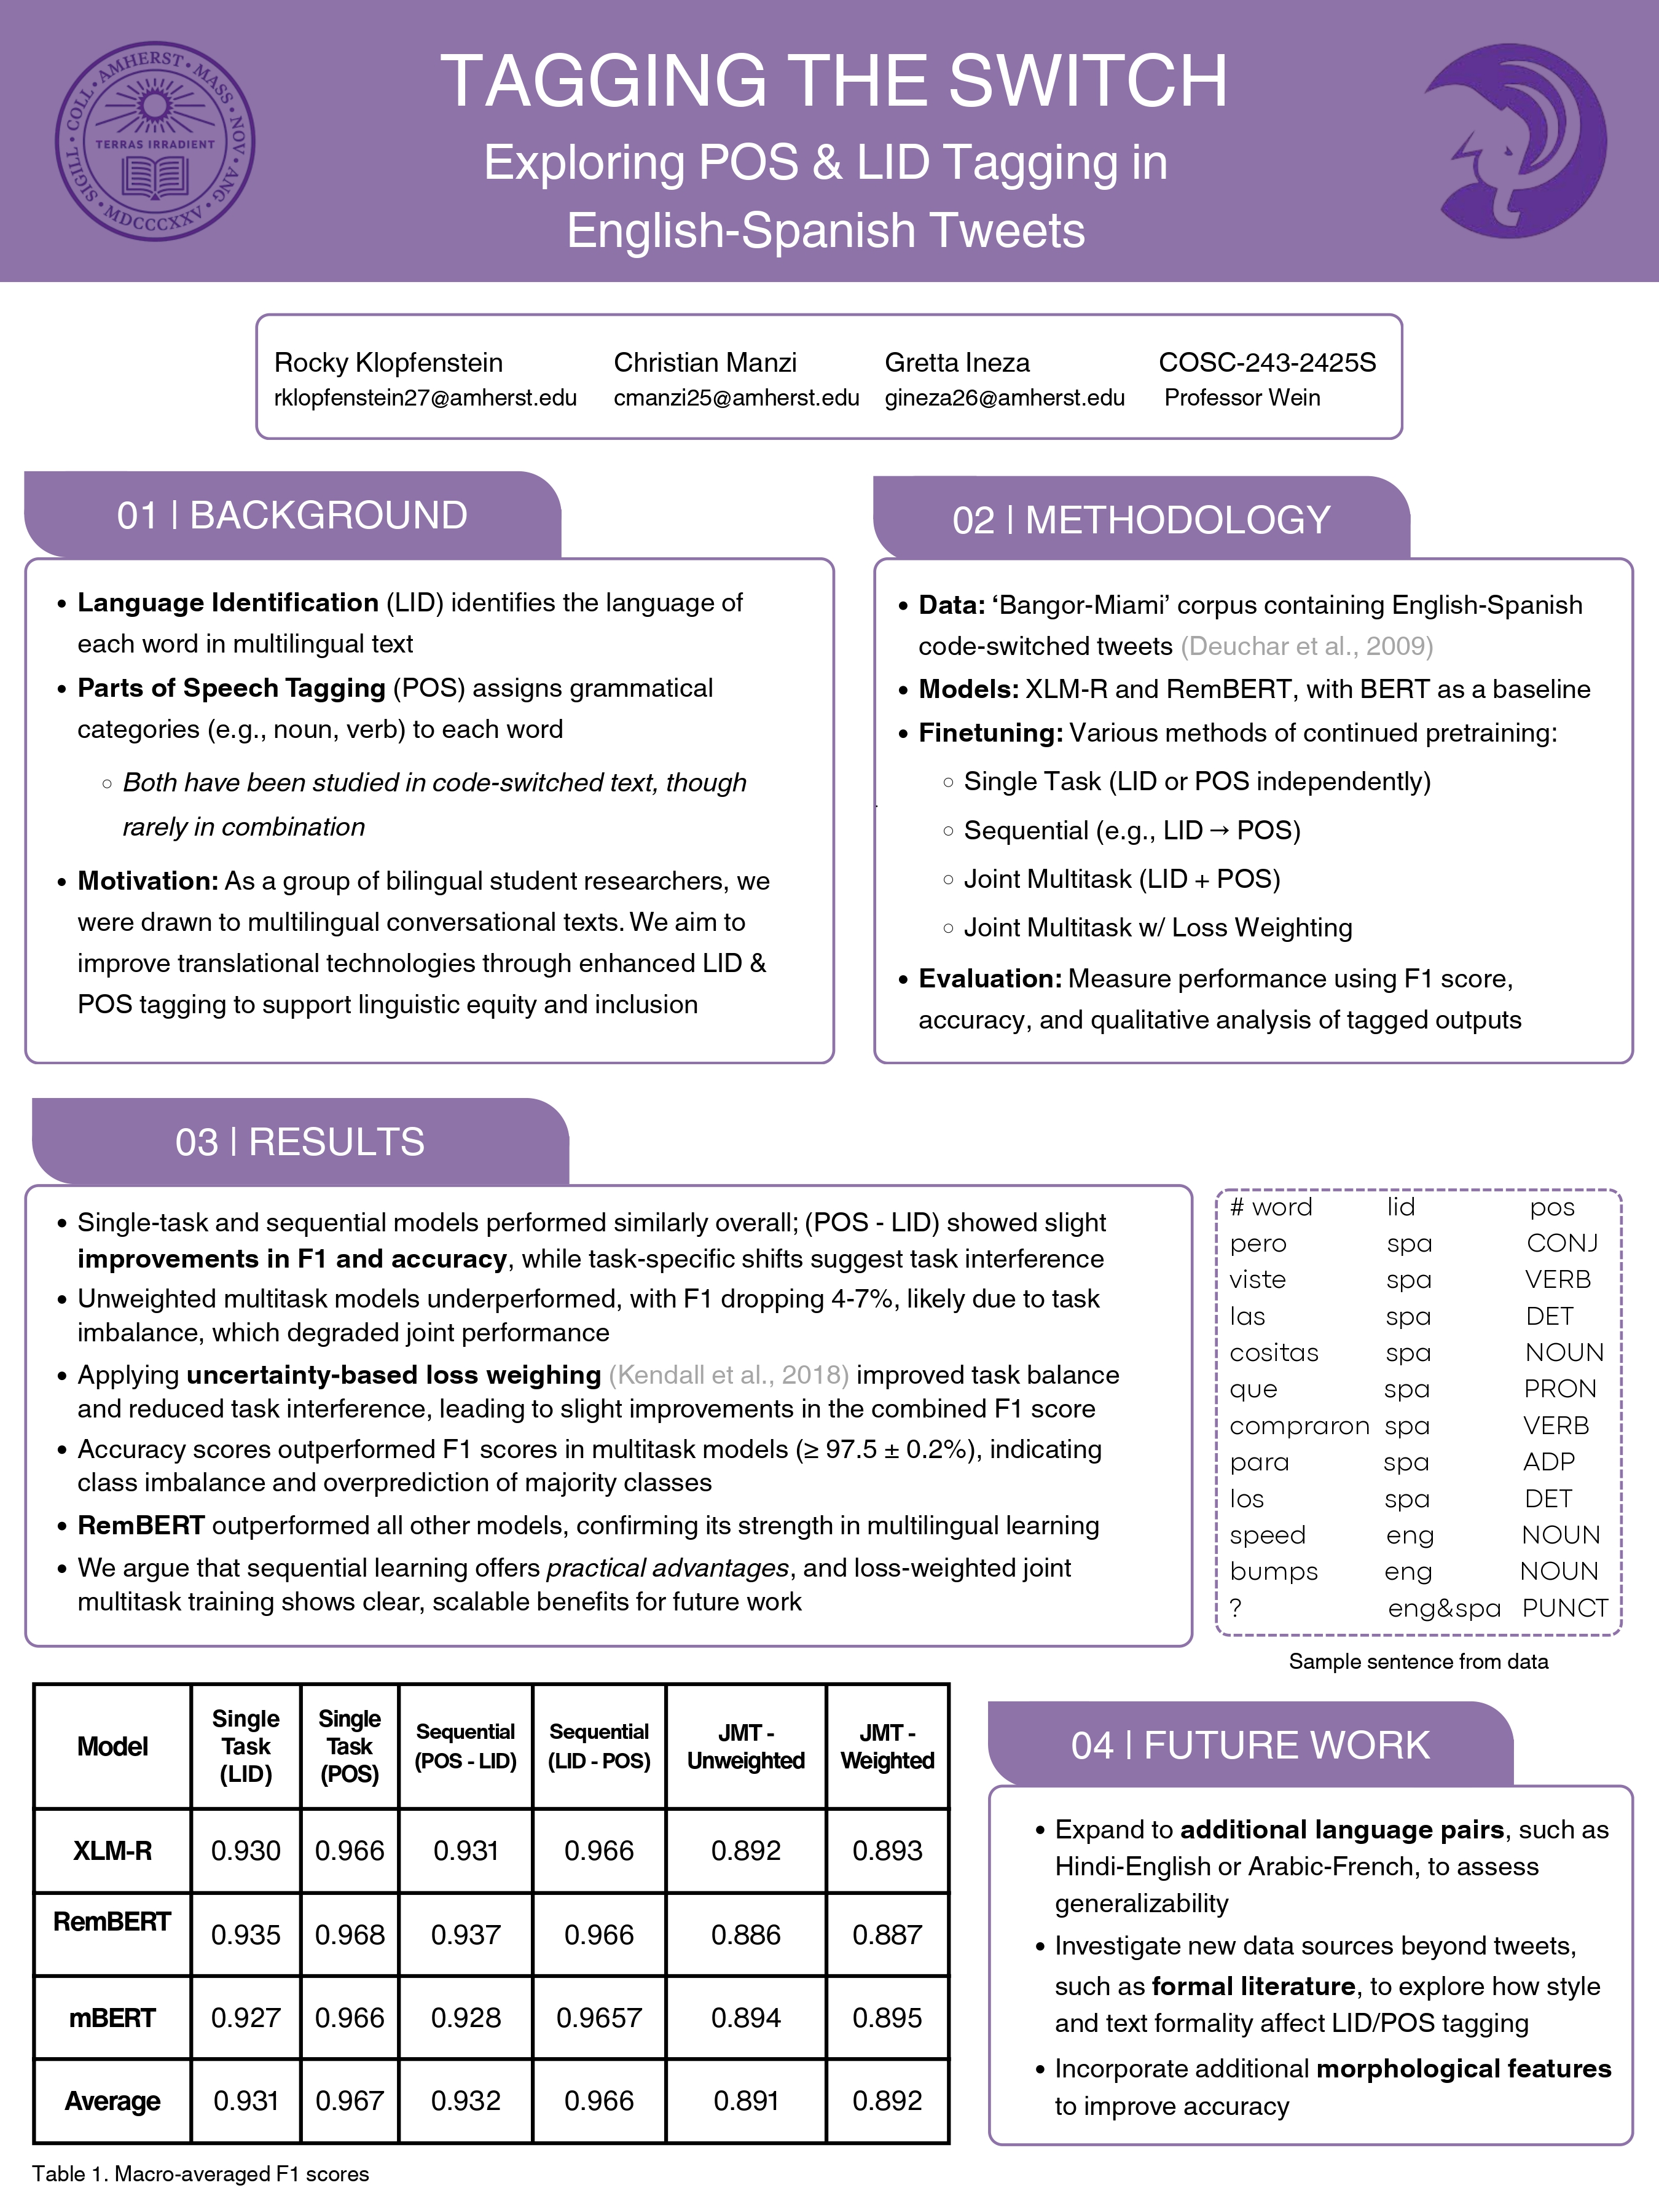 SIGILL · COLL · AMHERST · MASS · NOV · ANG · MDCCCXXV
TERRAS IRRADIENT
TAGGING THE SWITCH
Exploring POS & LID Tagging in
English-Spanish Tweets
Rocky Klopfenstein Christian Manzi Gretta Ineza COSC-243-2425S
rklopfenstein27@amherst.edu cmanzi25@amherst.edu gineza26@amherst.edu Professor Wein
01 | BACKGROUND
• Language Identification (LID) identifies the language of
each word in multilingual text
• Parts of Speech Tagging (POS) assigns grammatical
categories (e.g., noun, verb) to each word
◦ Both have been studied in code-switched text, though
rarely in combination
• Motivation: As a group of bilingual student researchers, we
were drawn to multilingual conversational texts. We aim to
improve translational technologies through enhanced LID &
POS tagging to support linguistic equity and inclusion
02 | METHODOLOGY
• Data: ‘Bangor-Miami’ corpus containing English-Spanish
code-switched tweets (Deuchar et al., 2009)
• Models: XLM-R and RemBERT, with BERT as a baseline
• Finetuning: Various methods of continued pretraining:
◦ Single Task (LID or POS independently)
◦ Sequential (e.g., LID → POS)
◦ Joint Multitask (LID + POS)
◦ Joint Multitask w/ Loss Weighting
• Evaluation: Measure performance using F1 score,
accuracy, and qualitative analysis of tagged outputs
03 | RESULTS
• Single-task and sequential models performed similarly overall; (POS - LID) showed slight
improvements in F1 and accuracy, while task-specific shifts suggest task interference
• Unweighted multitask models underperformed, with F1 dropping 4-7%, likely due to task
imbalance, which degraded joint performance
• Applying uncertainty-based loss weighing (Kendall et al., 2018) improved task balance
and reduced task interference, leading to slight improvements in the combined F1 score
• Accuracy scores outperformed F1 scores in multitask models (≥ 97.5 ± 0.2%), indicating
class imbalance and overprediction of majority classes
• RemBERT outperformed all other models, confirming its strength in multilingual learning
• We argue that sequential learning offers practical advantages, and loss-weighted joint
multitask training shows clear, scalable benefits for future work
# word lid pos
pero spa CONJ
viste spa VERB
las spa DET
cositas spa NOUN
que spa PRON
compraron spa VERB
para spa ADP
los spa DET
speed eng NOUN
bumps eng NOUN
? eng&spa PUNCT
Sample sentence from data
Model Single Task (LID) Single Task (POS) Sequential (POS - LID) Sequential (LID - POS) JMT - Unweighted JMT - Weighted
XLM-R 0.930 0.966 0.931 0.966 0.892 0.893
RemBERT 0.935 0.968 0.937 0.966 0.886 0.887
mBERT 0.927 0.966 0.928 0.9657 0.894 0.895
Average 0.931 0.967 0.932 0.966 0.891 0.892
Table 1. Macro-averaged F1 scores
04 | FUTURE WORK
• Expand to additional language pairs, such as
Hindi-English or Arabic-French, to assess
generalizability
• Investigate new data sources beyond tweets,
such as formal literature, to explore how style
and text formality affect LID/POS tagging
• Incorporate additional morphological features
to improve accuracy